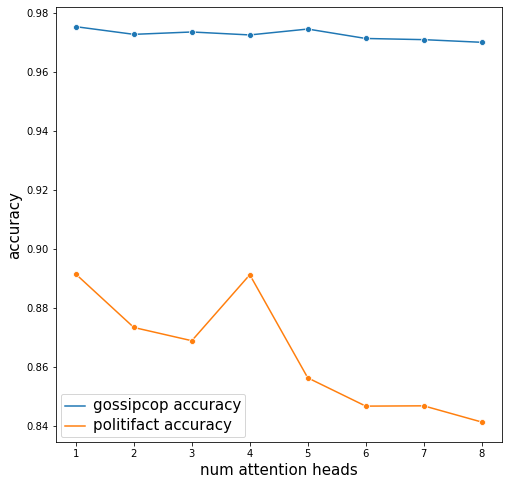 0.98
0.96
0.94
0.92
0.90
0.88
0.86
0.84
accuracy
gossipcop accuracy
politifact accuracy
1 2 3 4 5 6 7 8
num attention heads